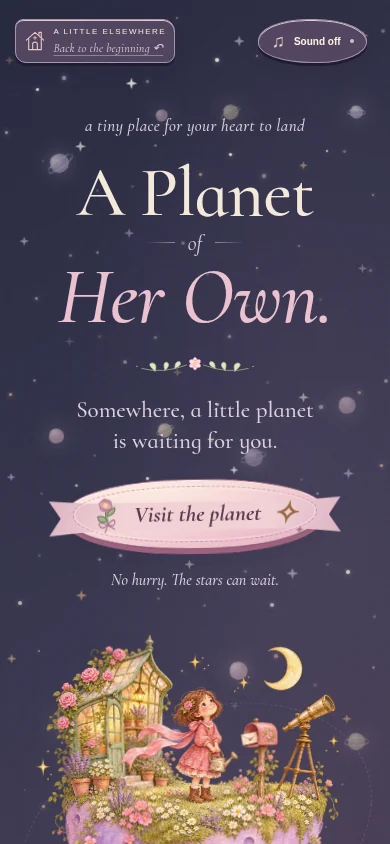 A LITTLE ELSEWHERE
Back to the beginning ↶
Sound off
a tiny place for your heart to land
A Planet
of
Her Own.
Somewhere, a little planet
is waiting for you.
Visit the planet
No hurry. The stars can wait.